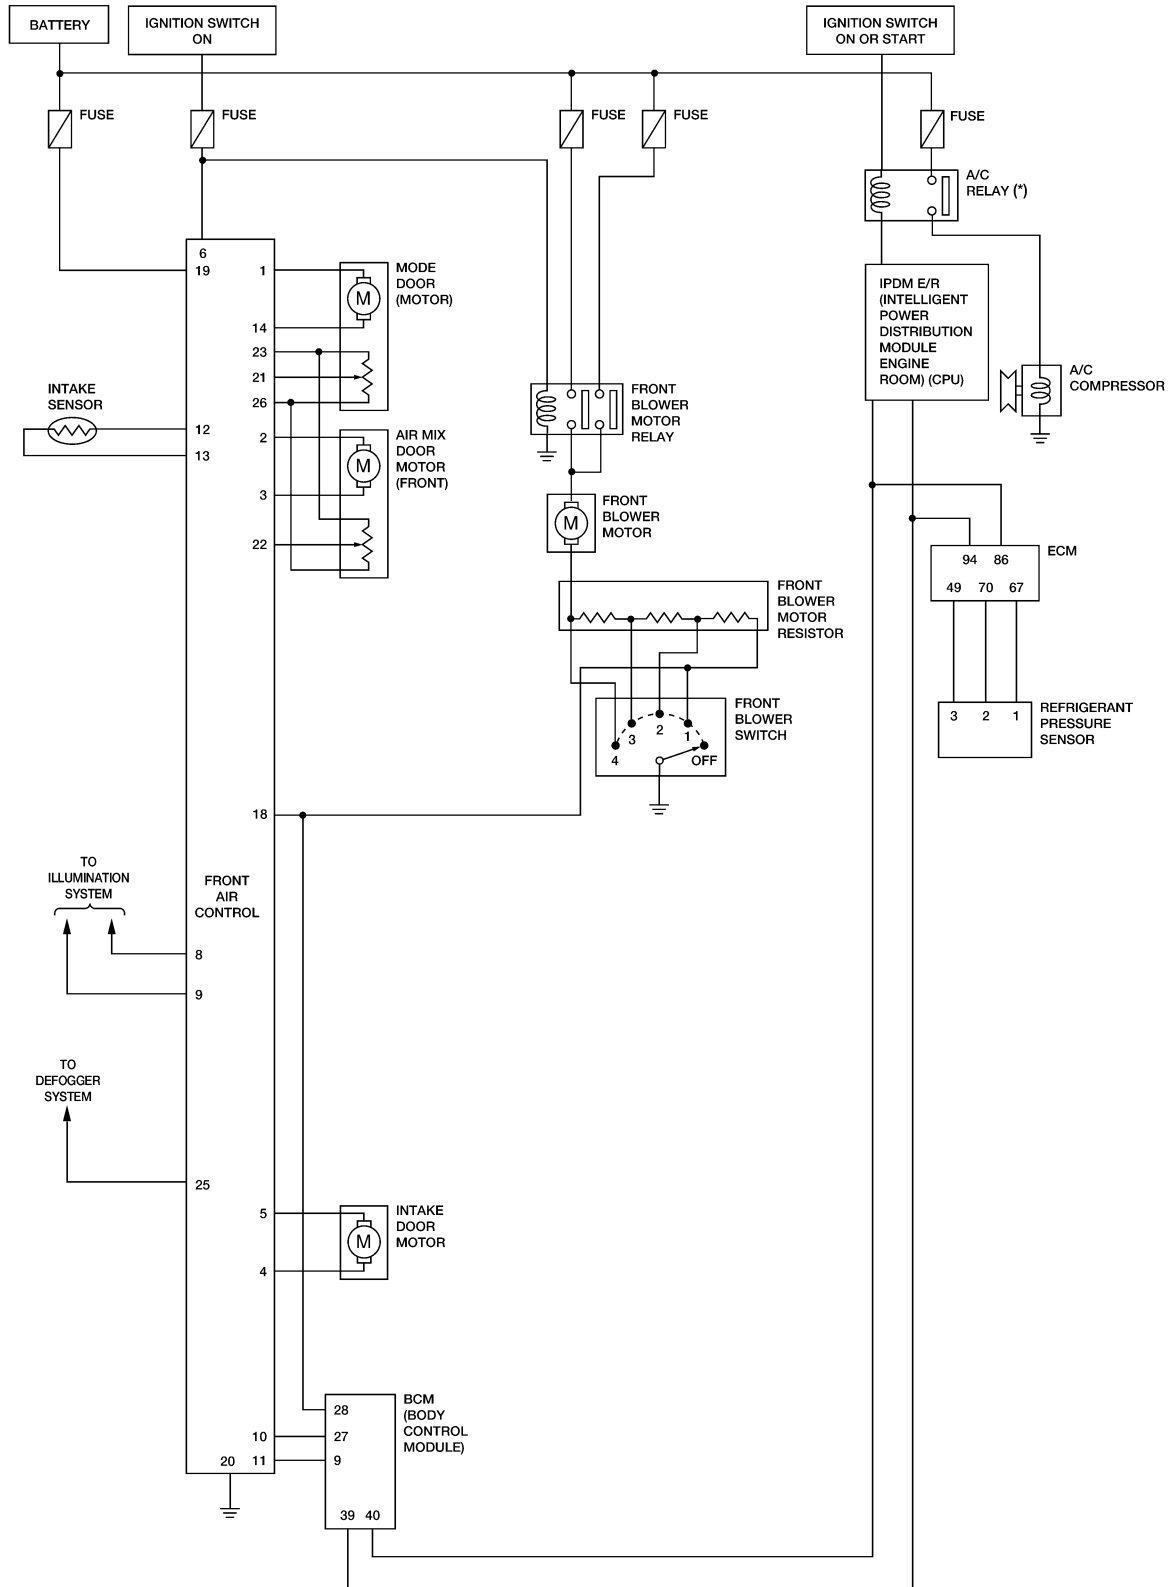 BATTERY
IGNITION SWITCH
ON
IGNITION SWITCH
ON OR START
FUSE
FUSE
FUSE
FUSE
FUSE
A/C
RELAY (*)
6
19
1
MODE
DOOR
(MOTOR)
M
14
23
21
26
IPDM E/R
(INTELLIGENT
POWER
DISTRIBUTION
MODULE
ENGINE
ROOM) (CPU)
A/C
COMPRESSOR
INTAKE
SENSOR
12
13
2
AIR MIX
DOOR
MOTOR
(FRONT)
M
3
22
FRONT
BLOWER
MOTOR
RELAY
FRONT
BLOWER
MOTOR
M
ECM
94 86
49 70 67
FRONT
BLOWER
MOTOR
RESISTOR
FRONT
BLOWER
SWITCH
4
3
2
1
OFF
3 2 1
REFRIGERANT
PRESSURE
SENSOR
18
TO
ILLUMINATION
SYSTEM
FRONT
AIR
CONTROL
8
9
TO
DEFOGGER
SYSTEM
25
5
INTAKE
DOOR
MOTOR
M
4
BCM
(BODY
CONTROL
MODULE)
28
10
27
20
11
9
39 40